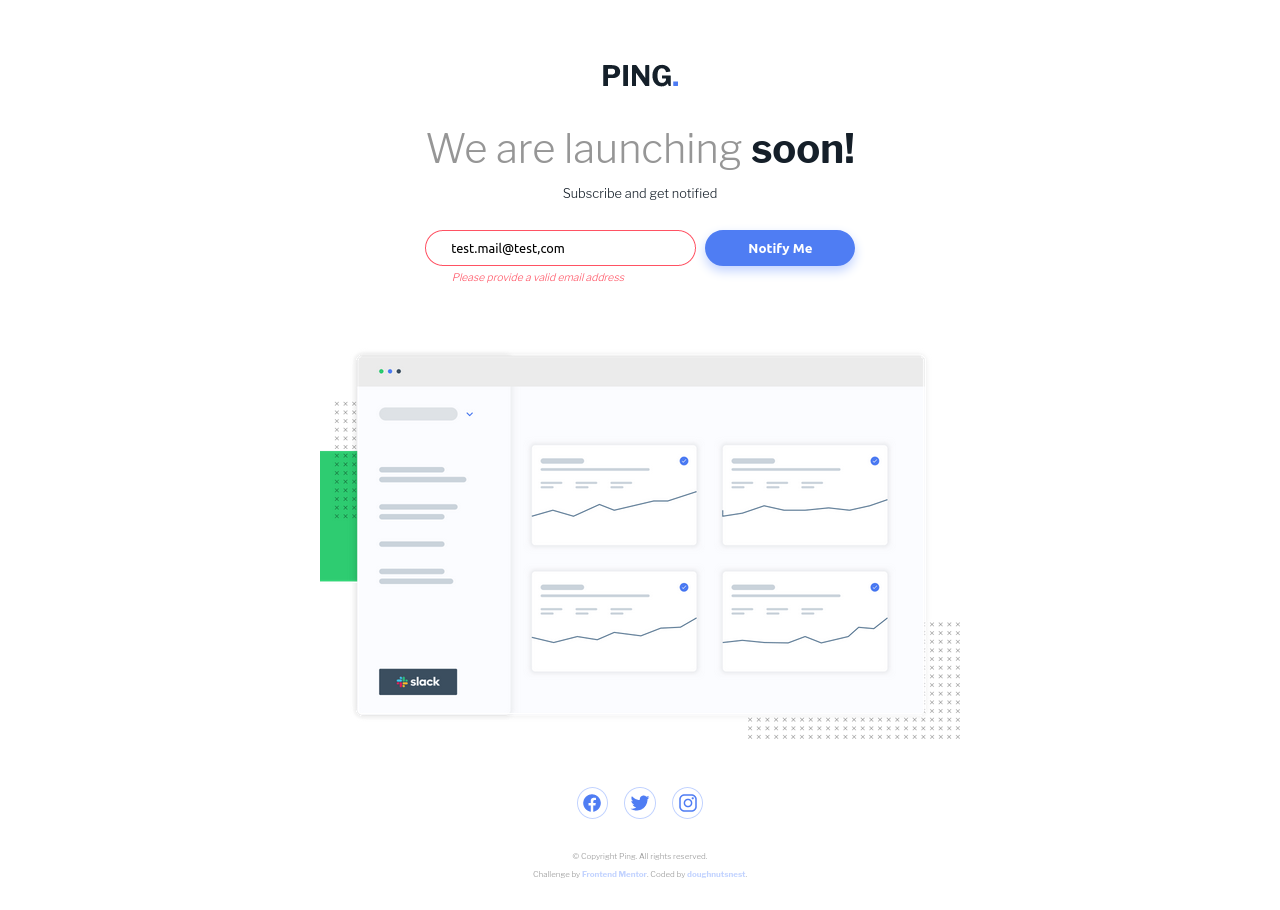 PING.
We are launching soon!
Subscribe and get notified
test.mail@test,com
Notify Me
Please provide a valid email address
slack
© Copyright Ping. All rights reserved.
Challenge by Frontend Mentor. Coded by doughnutsnest.